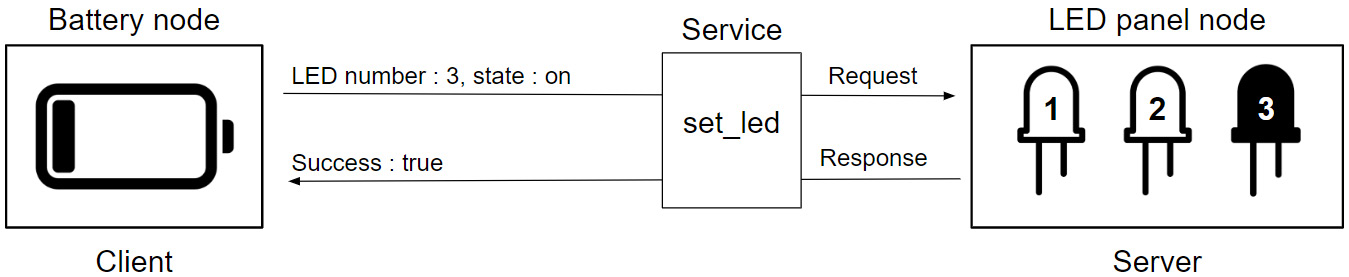 Battery node
Service
LED panel node
LED number : 3, state : on
Request
1
2
3
set_led
Success : true
Response
Client
Server